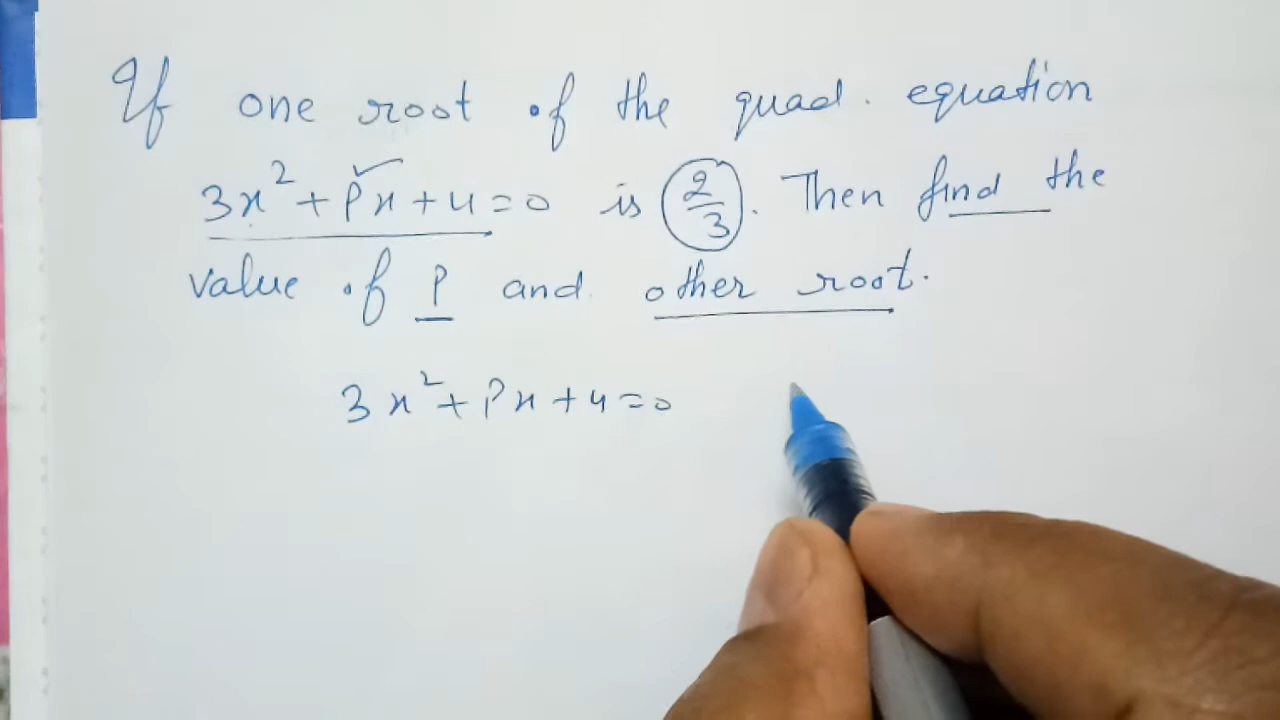 If one root of the quad. equation
3x² + Px + 4 = 0 is 2/3. Then find the
value of P and other root.
3x² + Px + 4 = 0